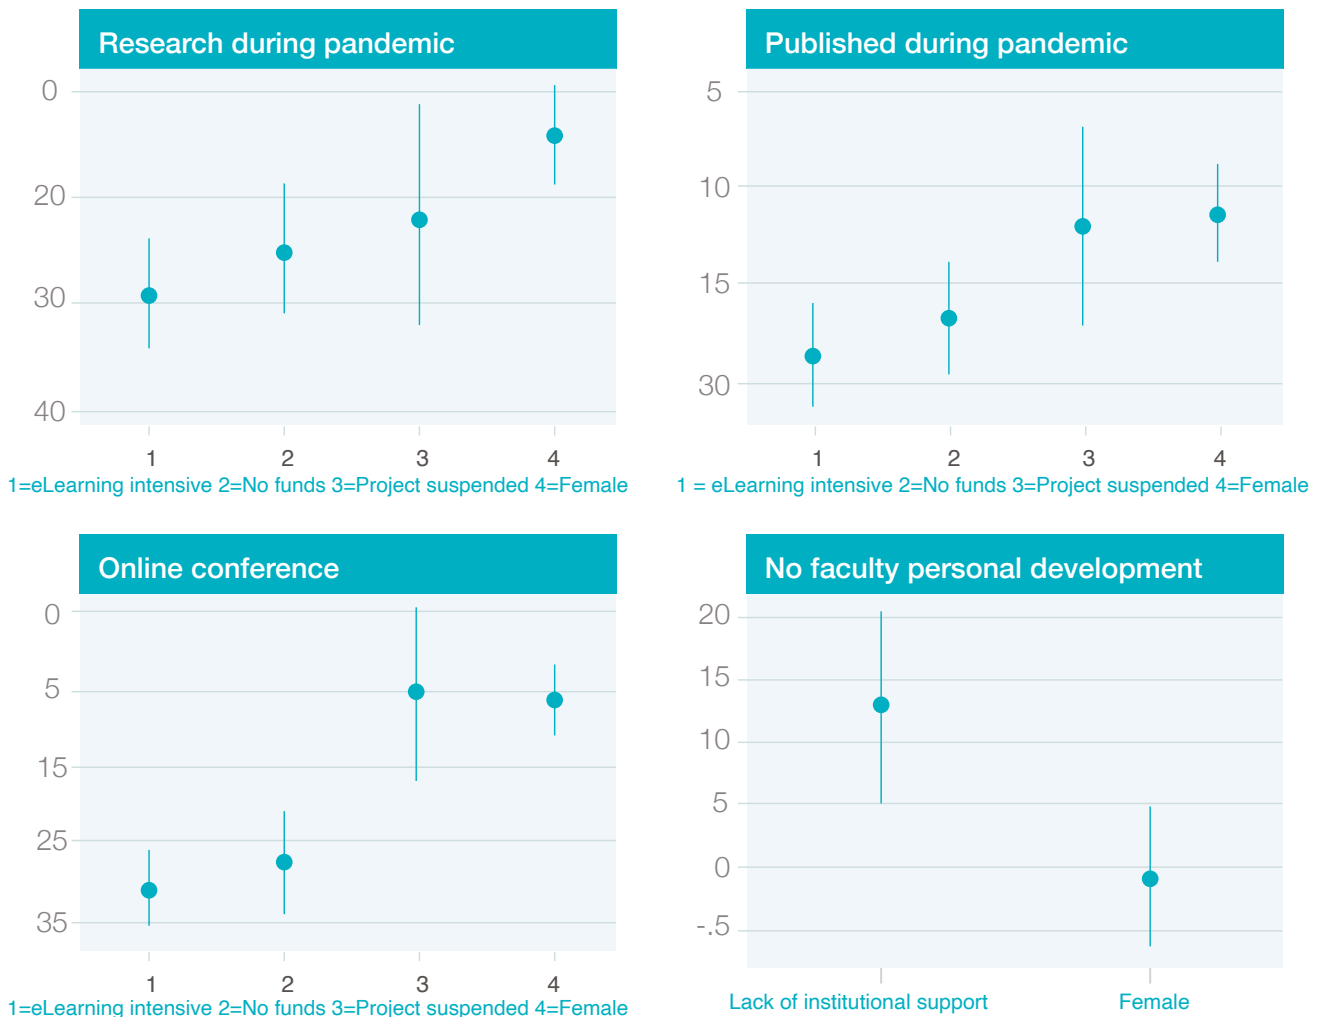 Research during pandemic
0
20
30
40
1 2 3 4
1=eLearning intensive 2=No funds 3=Project suspended 4=Female
Published during pandemic
5
10
15
30
1 2 3 4
1 = eLearning intensive 2=No funds 3=Project suspended 4=Female
Online conference
0
5
15
25
35
1 2 3 4
1=eLearning intensive 2=No funds 3=Project suspended 4=Female
No faculty personal development
20
15
10
5
0
-.5
Lack of institutional support Female